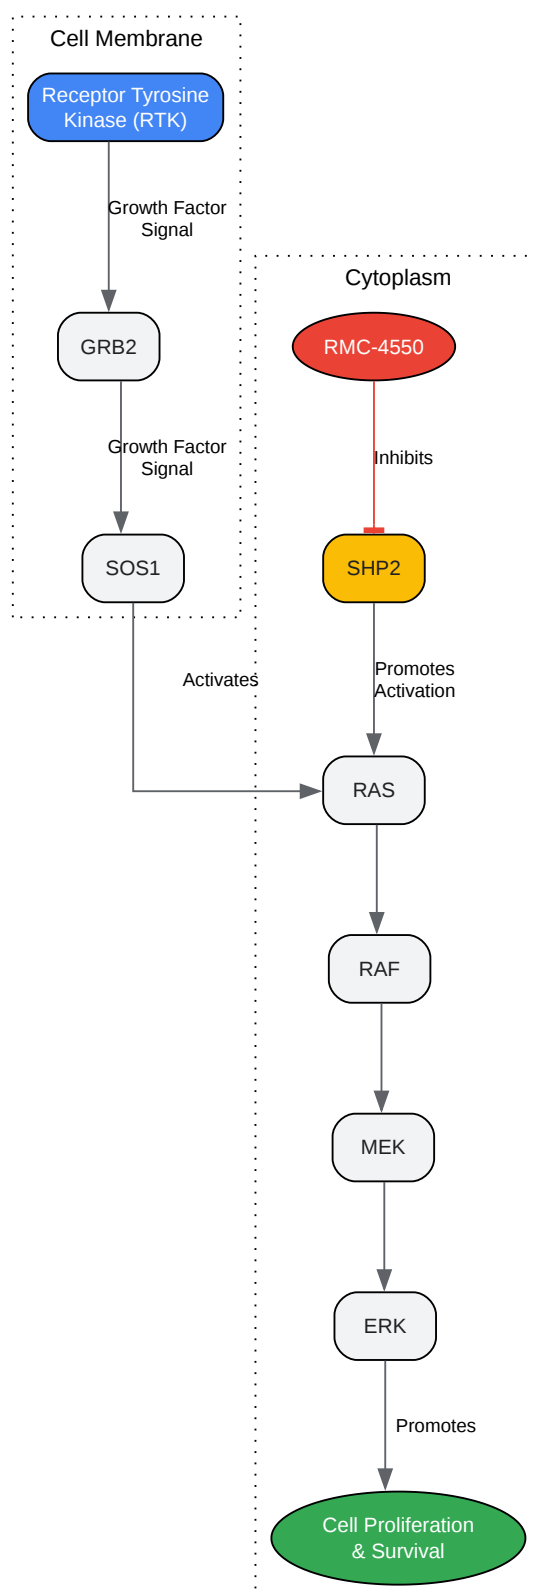 Cell Membrane
Receptor Tyrosine
Kinase (RTK)
Growth Factor
Signal
GRB2
Growth Factor
Signal
SOS1
Activates
Cytoplasm
RMC-4550
Inhibits
SHP2
Promotes
Activation
RAS
RAF
MEK
ERK
Promotes
Cell Proliferation
& Survival